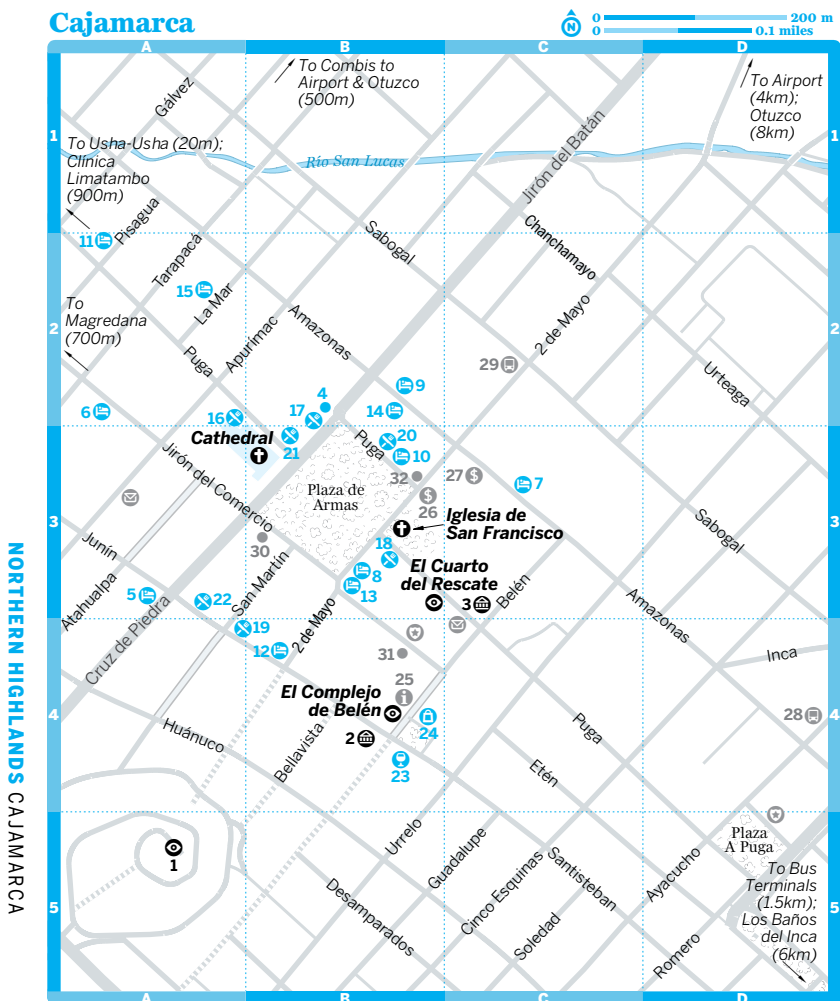 Cajamarca
N
0 200 m
0 0.1 miles
A
B
C
D
To Combis to
Airport & Otuzco
(500m)
To Airport
(4km);
Otuzco
(8km)
Gálvez
1
1
To Usha-Usha (20m);
Clínica
Limatambo
(900m)
Río San Lucas
Jirón del Batán
11
Pisagua
Sabogal
Chanchamayo
Tarapacá
15
La Mar
To
Magredana
(700m)
2
2
Amazonas
Apurímac
Puga
2 de Mayo
29
Urteaga
9
4
6
16
17
14
Cathedral
21
Puga
20
10
Jirón del Comercio
32
27
7
Plaza de
Armas
26
Iglesia de
San Francisco
Sabogal
3
3
30
Junín
18
El Cuarto
del Rescate
8
13
3
Belén
Amazonas
5
22
San Martín
Atahualpa
Cruz de Piedra
19
12
2 de Mayo
31
Inca
25
El Complejo
de Belén
4
4
24
28
Huánuco
2
Bellavista
23
Puga
Etén
Plaza
A Puga
1
Urrelo
Guadalupe
Cinco Esquinas
Santisteban
Ayacucho
To Bus
Terminals
(1.5km);
Los Baños
del Inca
(6km)
5
5
Desamparados
Soledad
Romero
A
B
C
D
NORTHERN HIGHLANDS CAJAMARCA